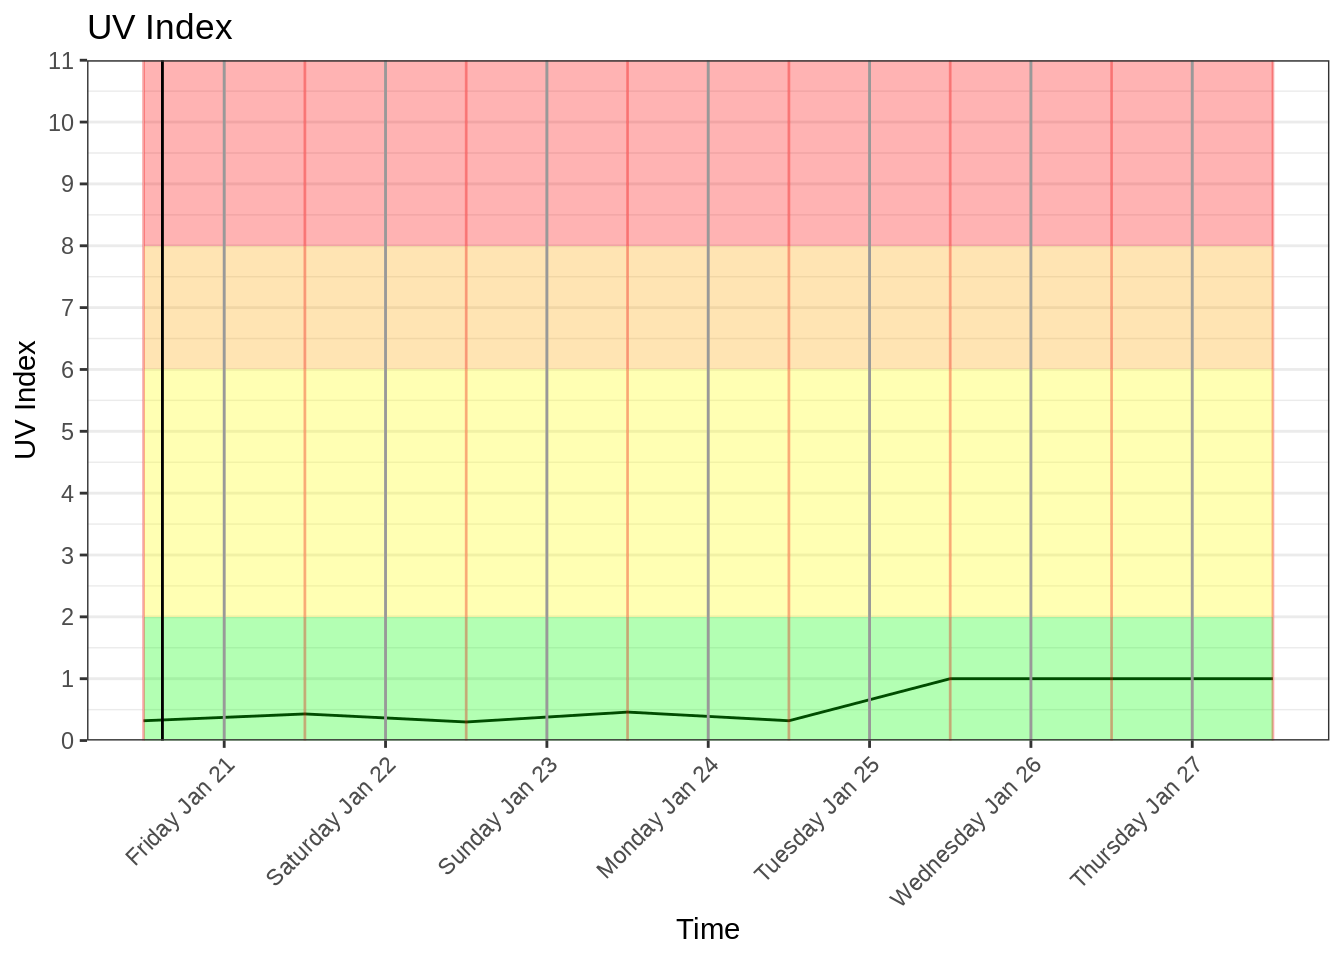 UV Index
11
10
9
8
7
6
5
4
3
2
1
0
UV Index
Friday Jan 21
Saturday Jan 22
Sunday Jan 23
Monday Jan 24
Tuesday Jan 25
Wednesday Jan 26
Thursday Jan 27
Time